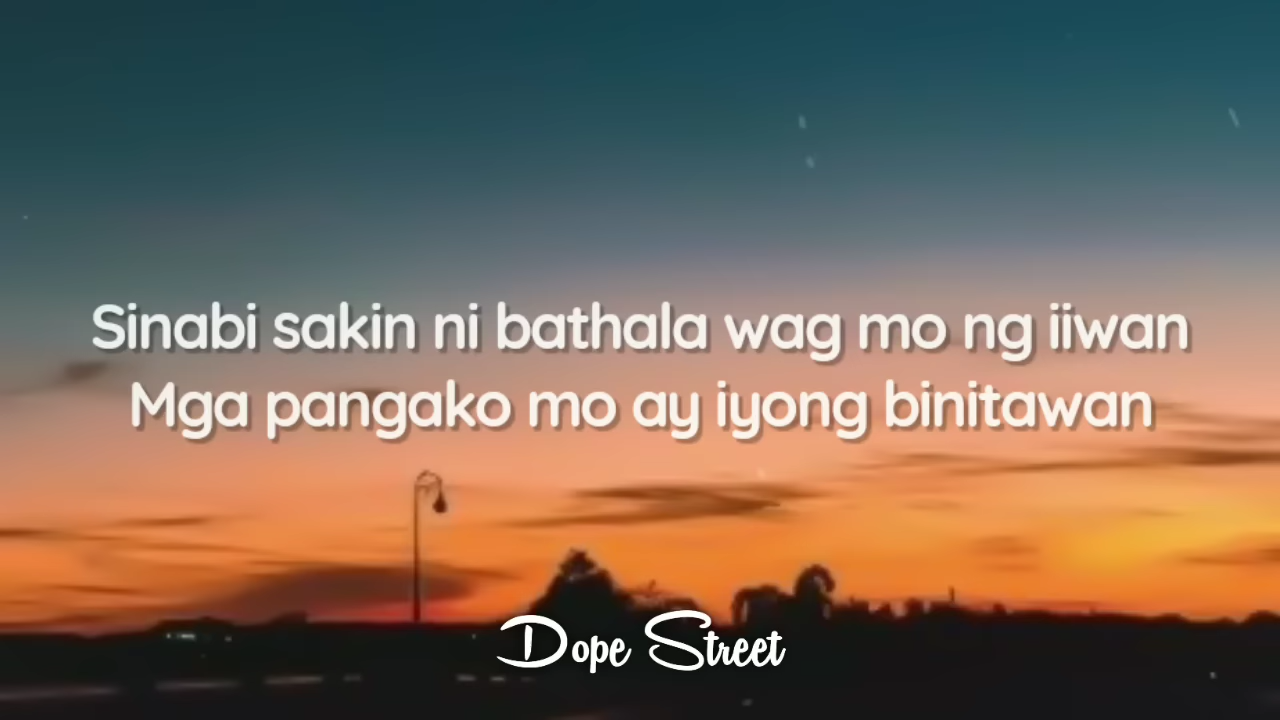 Sinabi sakin ni bathala wag mo ng iiwan
Mga pangako mo ay iyong binitawan
Dope Street